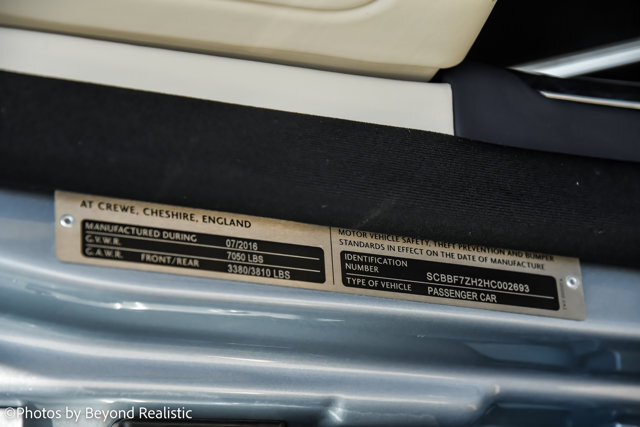 AT CREWE, CHESHIRE, ENGLAND
MANUFACTURED DURING 07/2016
G.V.W.R. 7050 LBS
G.A.W.R. FRONT/REAR 3380/3810 LBS
MOTOR VEHICLE SAFETY, THEFT PREVENTION AND BUMPER
STANDARDS IN EFFECT ON THE DATE OF MANUFACTURE
IDENTIFICATION
NUMBER SCBBF7ZH2HC002693
TYPE OF VEHICLE PASSENGER CAR
©Photos by Beyond Realistic